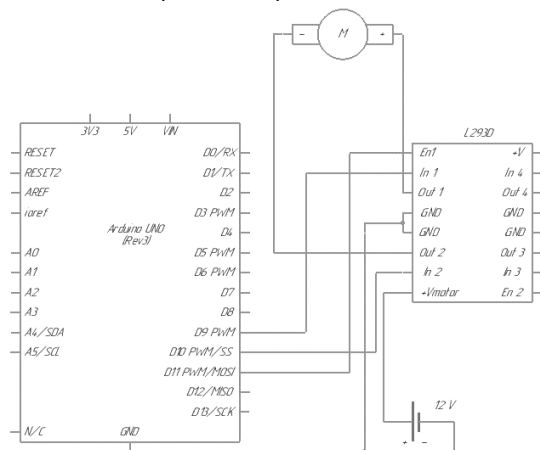 - M +
3V3 5V VIN
L293D
RESET D0/RX
RESET2 D1/TX
AREF D2
ioref D3 PWM
D4
Arduino UNO
(Rev3)
A0 D5 PWM
A1 D6 PWM
A2 D7
A3 D8
A4/SDA D9 PWM
A5/SCL D10 PWM/SS
D11 PWM/MOSI
D12/MISO
D13/SCK
N/C GND
En1 +V
In 1 In 4
Out 1 Out 4
GND GND
GND GND
Out 2 Out 3
In 2 In 3
+Vmotor En 2
12 V
+ -